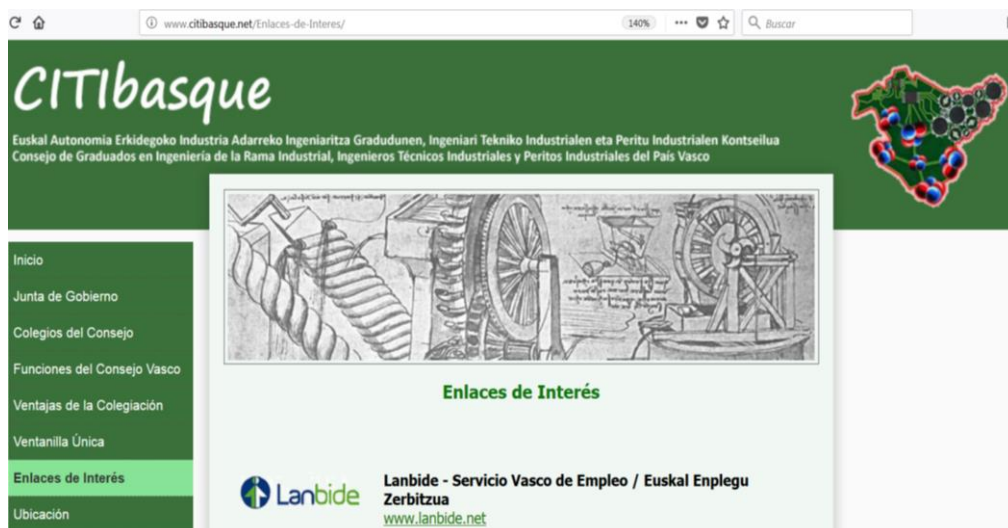 www.citibasque.net/Enlaces-de-Interes/
140%
Buscar
CITIbasque
Euskal Autonomia Erkidegoko Industria Adarreko Ingeniaritza Gradudunen, Ingeniari Tekniko Industrialen eta Peritu Industrialen Kontseilua
Consejo de Graduados en Ingeniería de la Rama Industrial, Ingenieros Técnicos Industriales y Peritos Industriales del País Vasco
Inicio
Junta de Gobierno
Colegios del Consejo
Funciones del Consejo Vasco
Ventajas de la Colegiación
Ventanilla Única
Enlaces de Interés
Ubicación
Enlaces de Interés
Lanbide
Lanbide - Servicio Vasco de Empleo / Euskal Enplegu
Zerbitzua
www.lanbide.net